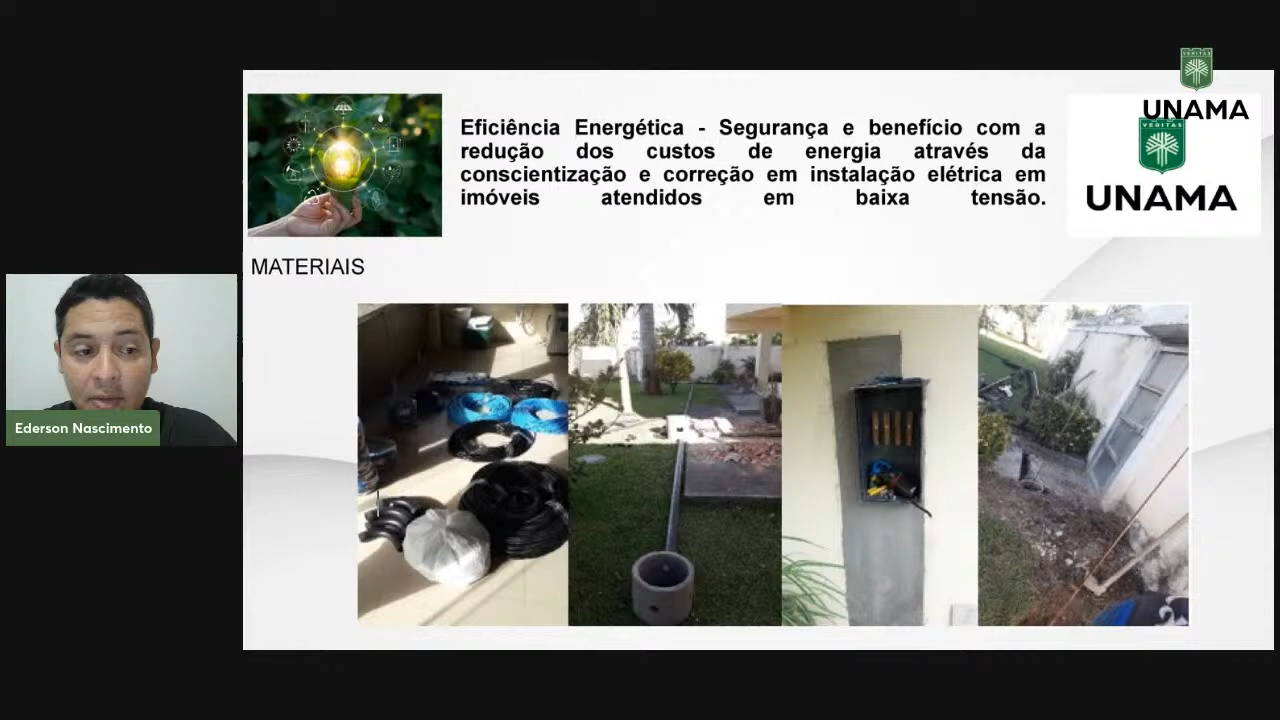 VERITAS
UNAMA
Eficiência Energética - Segurança e benefício com a
redução dos custos de energia através da
conscientização e correção em instalação elétrica em
imóveis atendidos em baixa tensão.
VERITAS
UNAMA
MATERIAIS
Ederson Nascimento